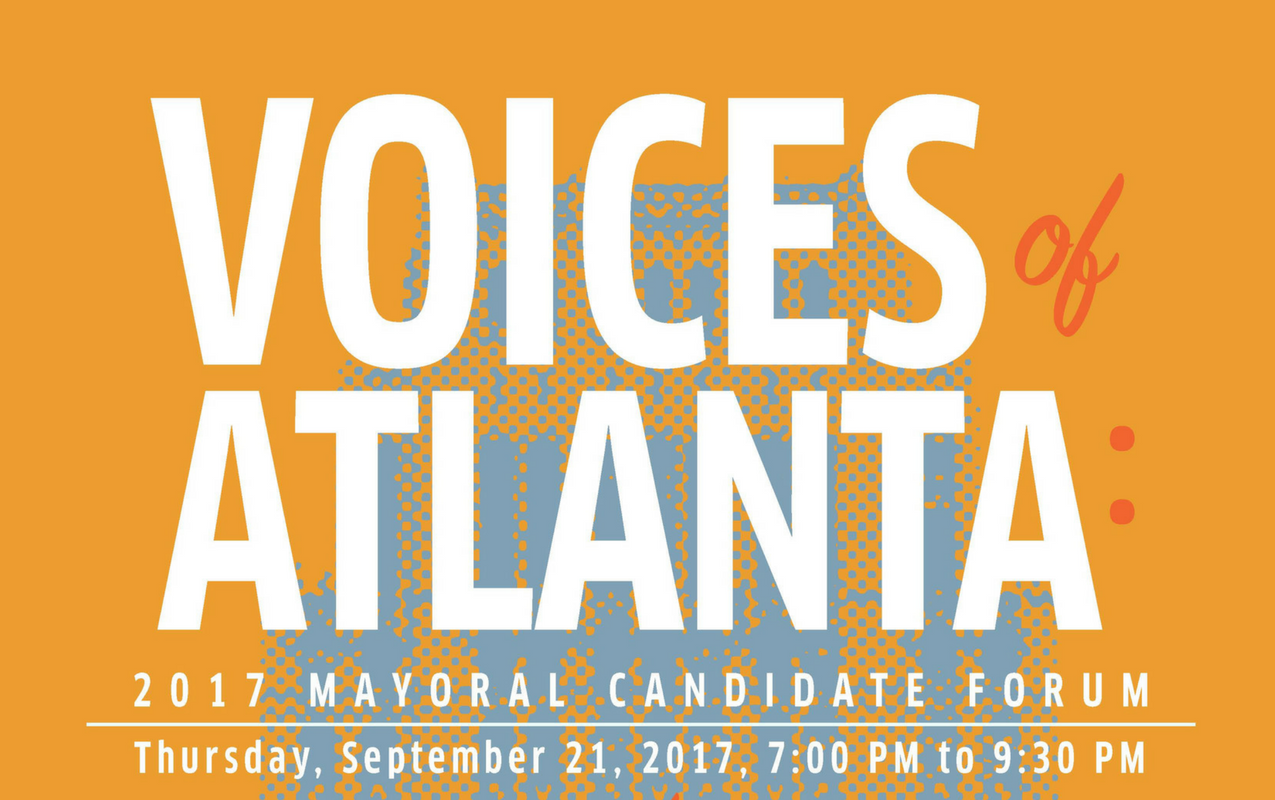 VOICES of
ATLANTA:
2017 MAYORAL CANDIDATE FORUM
Thursday, September 21, 2017, 7:00 PM to 9:30 PM